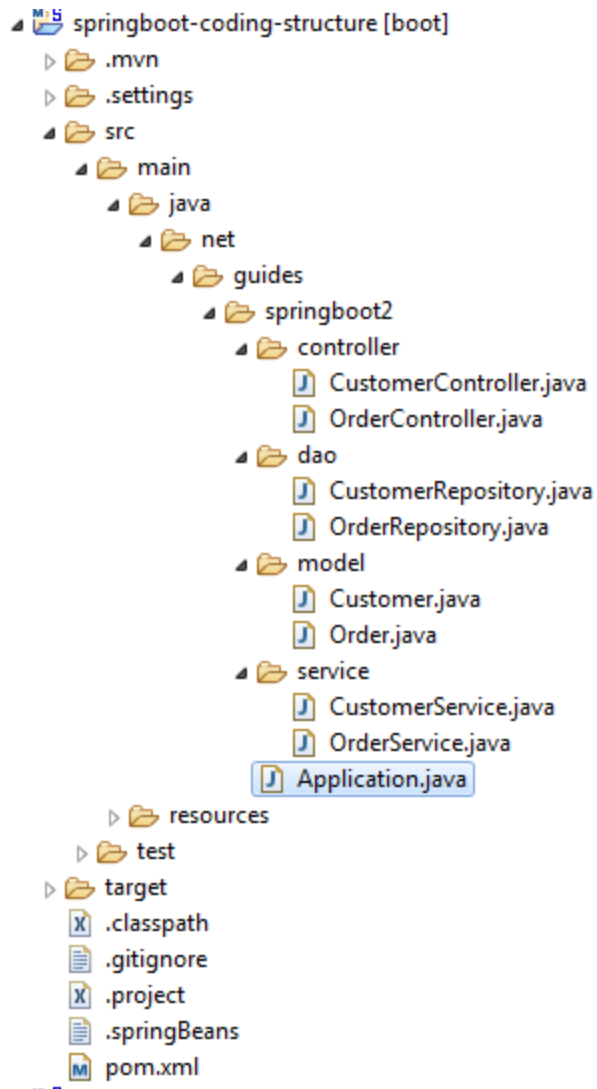 springboot-coding-structure [boot]
.mvn
.settings
src
main
java
net
guides
springboot2
controller
CustomerController.java
OrderController.java
dao
CustomerRepository.java
OrderRepository.java
model
Customer.java
Order.java
service
CustomerService.java
OrderService.java
Application.java
resources
test
target
.classpath
.gitignore
.project
.springBeans
pom.xml